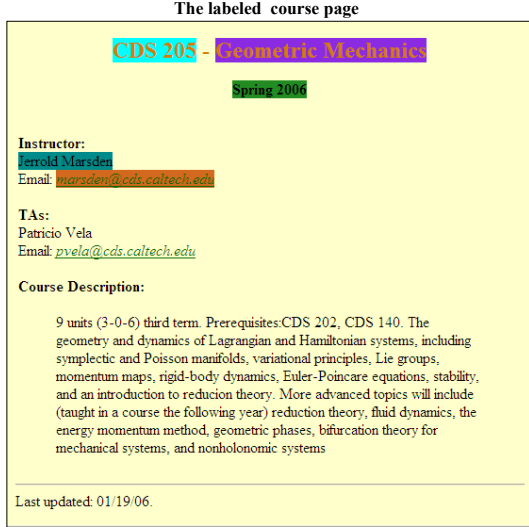 The labeled course page
CDS 205 - Geometric Mechanics
Spring 2006
Instructor:
Jerrold Marsden
Email: marsden@cds.caltech.edu
TAs:
Patricio Vela
Email: pvela@cds.caltech.edu
Course Description:
9 units (3-0-6) third term. Prerequisites:CDS 202, CDS 140. The
geometry and dynamics of Lagrangian and Hamiltonian systems, including
symplectic and Poisson manifolds, variational principles, Lie groups,
momentum maps, rigid-body dynamics, Euler-Poincare equations, stability,
and an introduction to reducion theory. More advanced topics will include
(taught in a course the following year) reduction theory, fluid dynamics, the
energy momentum method, geometric phases, bifurcation theory for
mechanical systems, and nonholonomic systems
Last updated: 01/19/06.